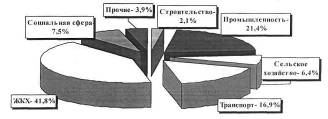 Прочие- 3,9%
Строительство-
2,1%
Промышленность-
21,4%
Социальная сфера-
7,5%
Сельское
хозяйство- 6,4%
ЖКХ- 41,8%
Транспорт- 16,9%